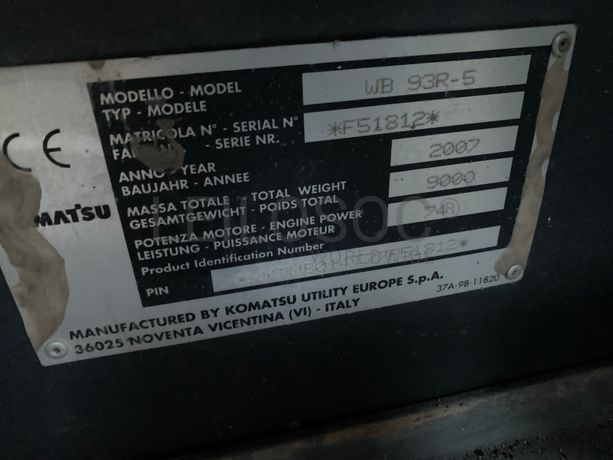 MODELLO - MODEL
TYP - MODELE
WB 93R-5
MATRICOLA N° - SERIAL N°
- SERIE NR.
*F51812*
ANNO - YEAR
BAUJAHR - ANNEE
2007
MASSA TOTALE - TOTAL WEIGHT
GESAMTGEWICHT - POIDS TOTAL
9000
POTENZA MOTORE - ENGINE POWER
LEISTUNG - PUISSANCE MOTEUR
74
Product Identification Number
PIN
CE
MATSU
MANUFACTURED BY KOMATSU UTILITY EUROPE S.p.A.
36025 NOVENTA VICENTINA (VI) - ITALY
37A-98-11820